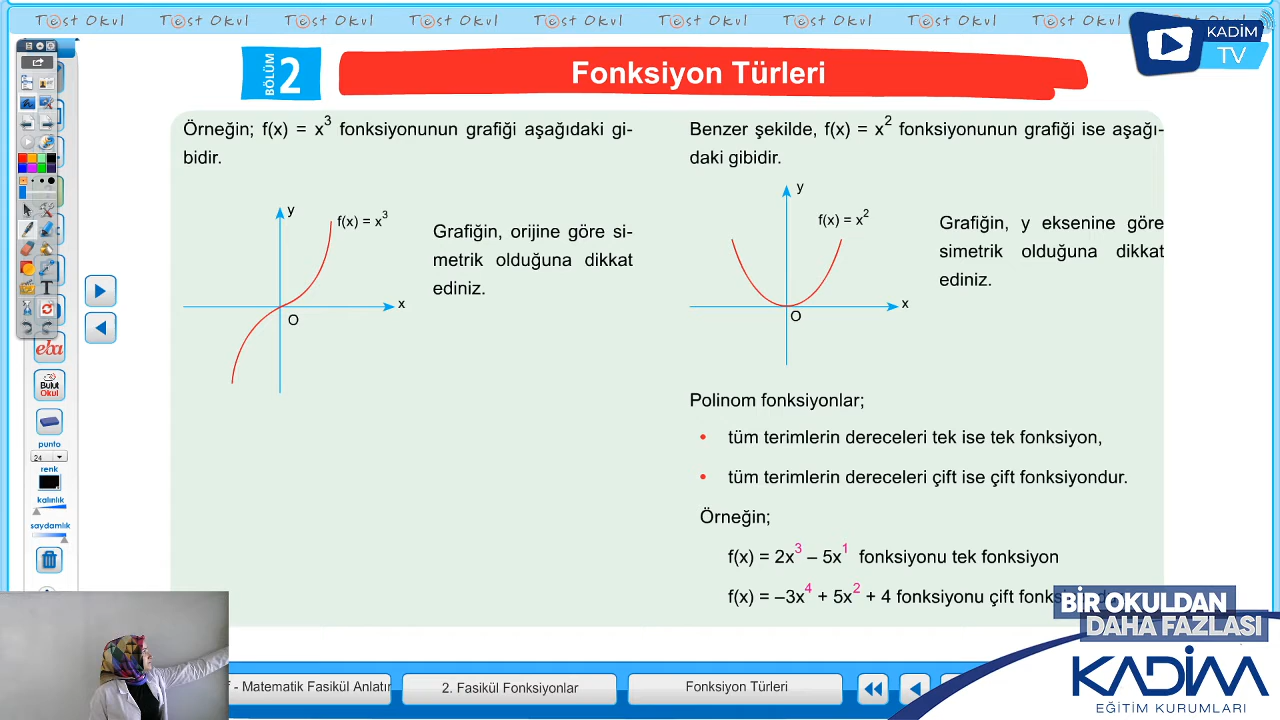 Test Okul Test Okul Test Okul Test Okul Test Okul Test Okul Test Okul Test Okul Test Okul
KADİM
TV
BÖLÜM
2
Fonksiyon Türleri
Örneğin; f(x) = x³ fonksiyonunun grafiği aşağıdaki gi-
bidir.
y
f(x) = x³
x
O
Grafiğin, orijine göre si-
metrik olduğuna dikkat
ediniz.
Benzer şekilde, f(x) = x² fonksiyonunun grafiği ise aşağı-
daki gibidir.
y
f(x) = x²
x
O
Grafiğin, y eksenine göre
simetrik olduğuna dikkat
ediniz.
Polinom fonksiyonlar;
• tüm terimlerin dereceleri tek ise tek fonksiyon,
• tüm terimlerin dereceleri çift ise çift fonksiyondur.
Örneğin;
f(x) = 2x³ – 5x¹ fonksiyonu tek fonksiyon
f(x) = –3x⁴ + 5x² + 4 fonksiyonu çift fonks
T
eba
Bulut
Okul
punto
24
renk
kalınlık
saydamlık
- Matematik Fasikül Anlatır
2. Fasikül Fonksiyonlar
Fonksiyon Türleri
BİR OKULDAN
DAHA FAZLASI
KADİM
EĞİTİM KURUMLARI